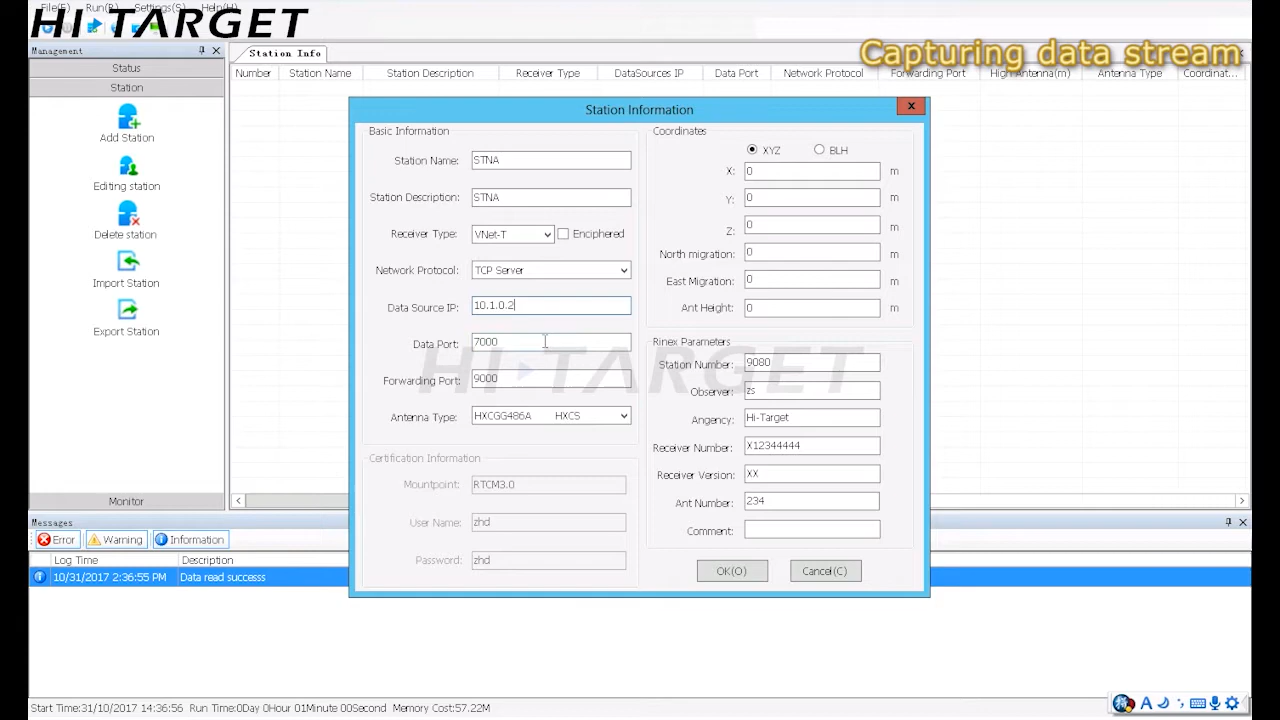 File(F) Run(R) Settings(S) Help(H)
HI TARGET
Capturing data stream
Management
Status
Station
Add Station
Editing station
Delete station
Import Station
Export Station
Monitor
Station Info
Number Station Name Station Description Receiver Type DataSources IP Data Port Network Protocol Forwarding Port High Antenna(m) Antenna Type Coordinat...
Station Information
Basic Information
Station Name: STNA
Station Description: STNA
Receiver Type: VNet-T Enciphered
Network Protocol: TCP Server
Data Source IP: 10.1.0.2
Data Port: 7000
Forwarding Port: 9000
Antenna Type: HXCGG486A HXCS
Certification Information
Mountpoint: RTCM3.0
User Name: zhd
Password: zhd
Coordinates
XYZ BLH
X: 0 m
Y: 0 m
Z: 0 m
North migration: 0 m
East Migration: 0 m
Ant Height: 0 m
Rinex Parameters
Station Number: 9080
Observer: zs
Angency: Hi-Target
Receiver Number: X12344444
Receiver Version: XX
Ant Number: 234
Comment:
OK(O) Cancel(C)
HI-TARGET
Messages
Error Warning Information
Log Time Description
10/31/2017 2:36:55 PM Data read successs
Start Time:31/10/2017 14:36:56 Run Time:0Day 0Hour 01Minute 00Second Memory Cost:57.29
A